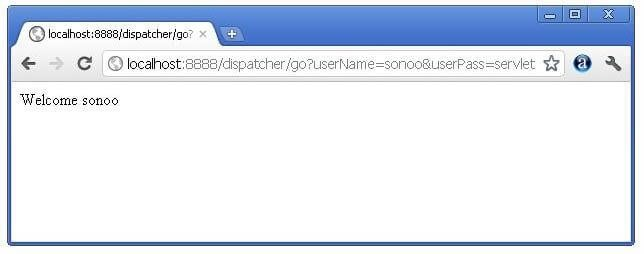 localhost:8888/dispatcher/go?
localhost:8888/dispatcher/go?userName=sonoo&userPass=servlet
a
Welcome sonoo